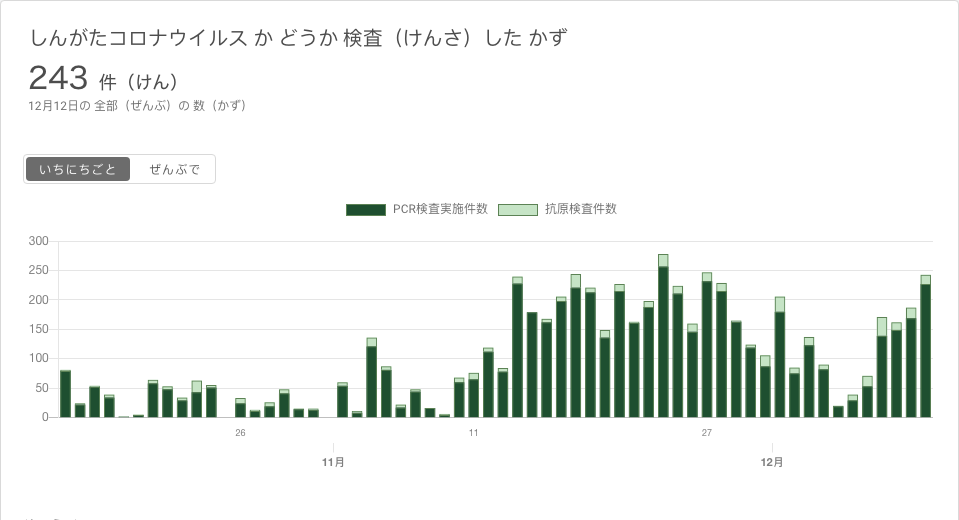 しんがたコロナウイルス か どうか 検査（けんさ）した かず
243 件（けん）
12月12日の 全部（ぜんぶ）の 数（かず）
いちにちごと ぜんぶで
PCR検査実施件数 抗原検査件数
300
250
200
150
100
50
0
26 11 27
11月 12月